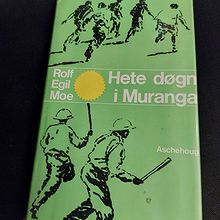 Rolf
Egil
Moe
Hete døgn
i Muranga
Aschehoug